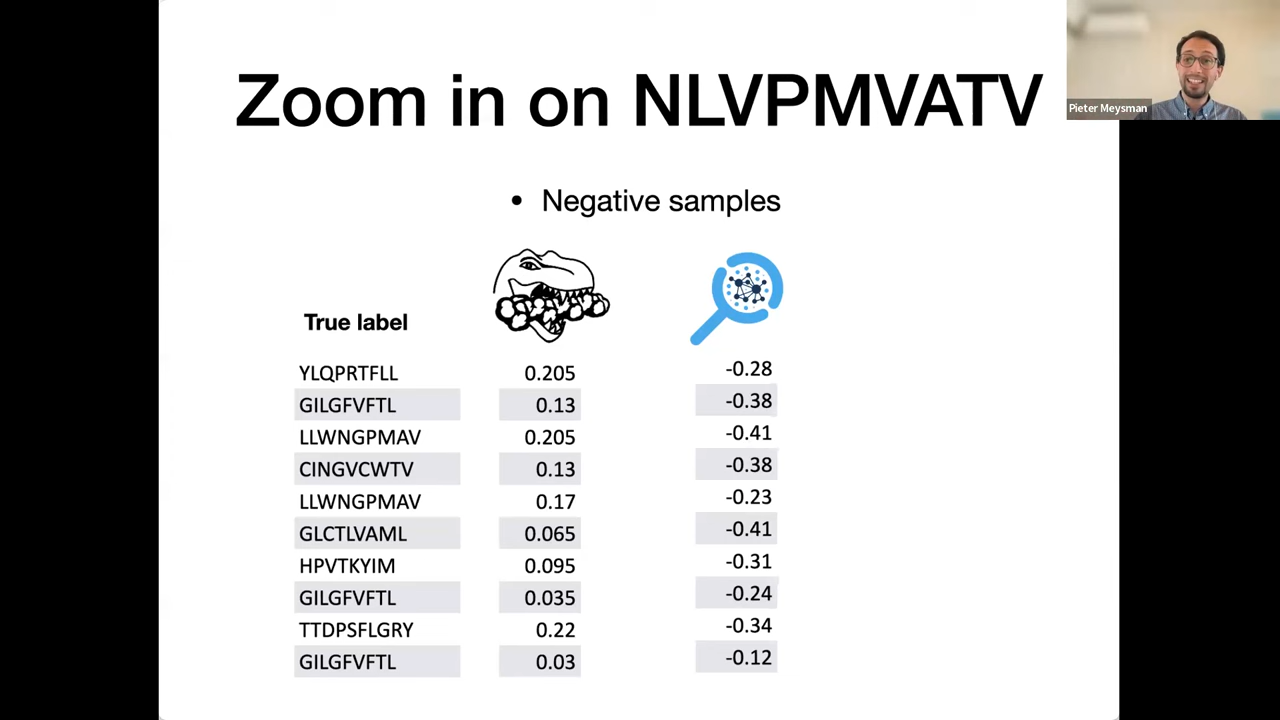 Zoom in on NLVPMVATV
Pieter Meysman
• Negative samples
True label
YLQPRTFLL 0.205 -0.28
GILGFVFTL 0.13 -0.38
LLWNGPMAV 0.205 -0.41
CINGVCWTV 0.13 -0.38
LLWNGPMAV 0.17 -0.23
GLCTLVAML 0.065 -0.41
HPVTKYIM 0.095 -0.31
GILGFVFTL 0.035 -0.24
TTDPSFLGRY 0.22 -0.34
GILGFVFTL 0.03 -0.12